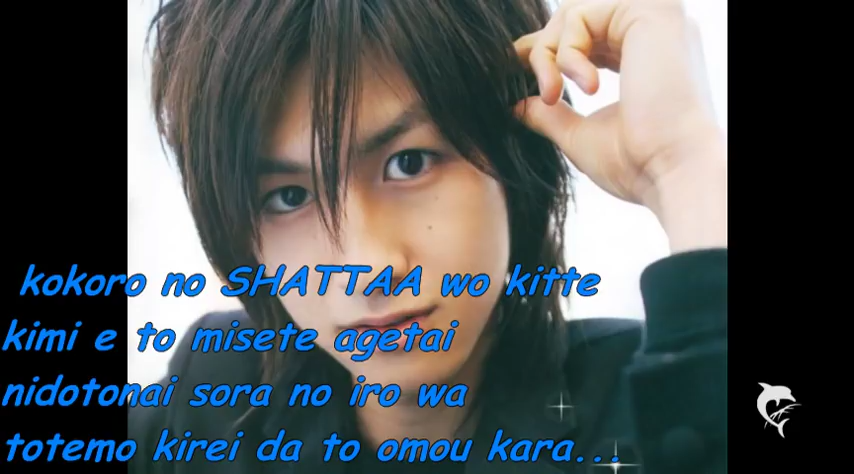 kokoro no SHATTAA wo kitte
kimi e to misete agetai
nidotonai sora no iro wa
totemo kirei da to omou kara...